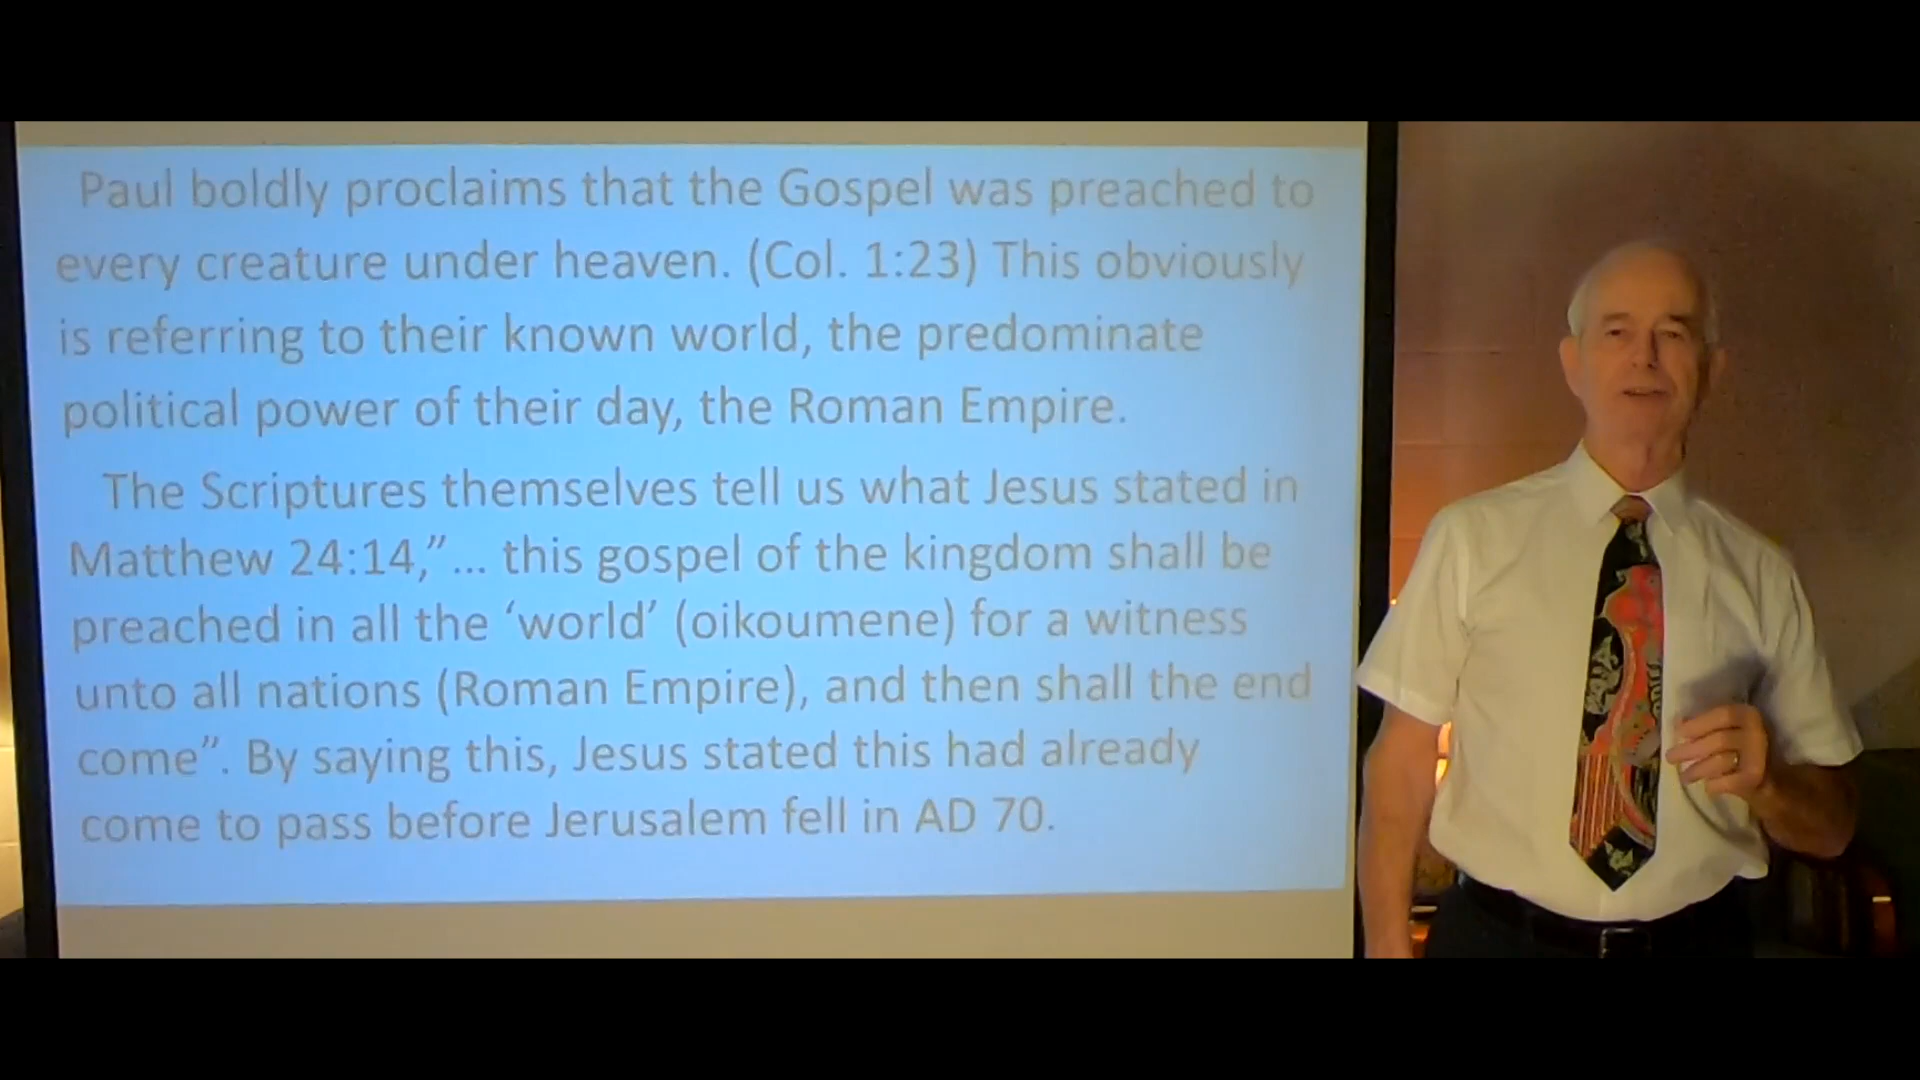 Paul boldly proclaims that the Gospel was preached to
every creature under heaven. (Col. 1:23) This obviously
is referring to their known world, the predominate
political power of their day, the Roman Empire.
The Scriptures themselves tell us what Jesus stated in
Matthew 24:14,”... this gospel of the kingdom shall be
preached in all the ‘world’ (oikoumene) for a witness
unto all nations (Roman Empire), and then shall the end
come”. By saying this, Jesus stated this had already
come to pass before Jerusalem fell in AD 70.